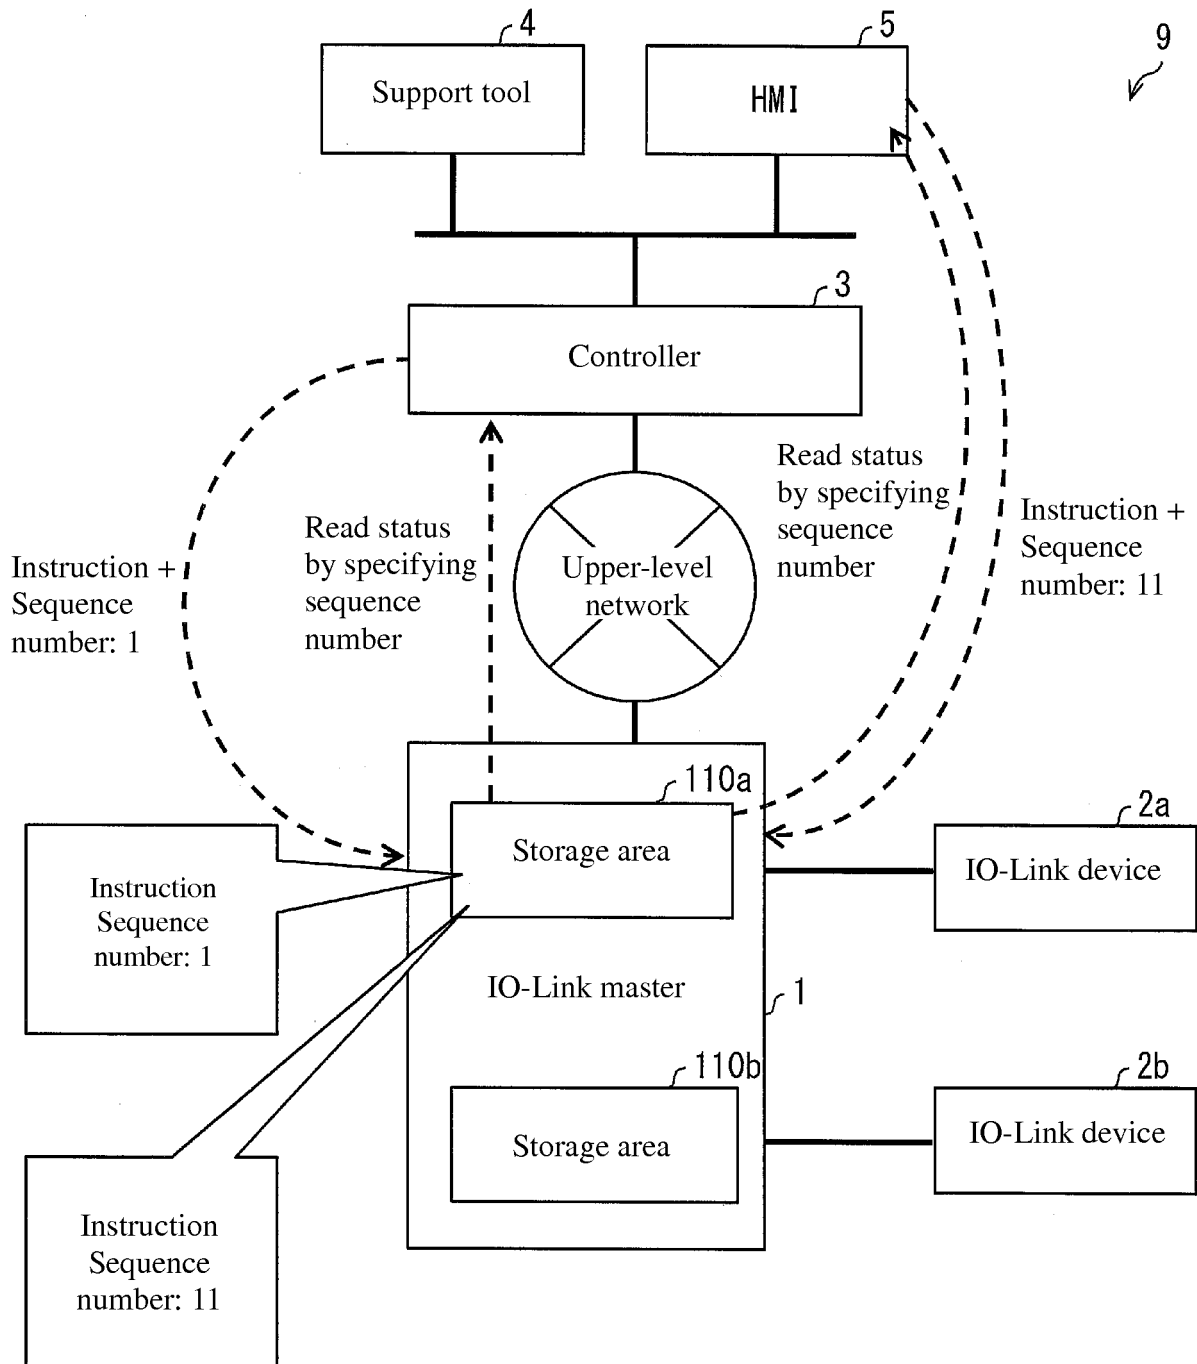 4
5
9
Support tool
HMI
3
Controller
Read status
by specifying
sequence
number
Instruction +
Sequence
number: 11
Read status
by specifying
sequence
number
Upper-level
network
Instruction +
Sequence
number: 1
110a
Storage area
2a
IO-Link device
Instruction
Sequence
number: 1
IO-Link master
1
110b
Storage area
2b
IO-Link device
Instruction
Sequence
number: 11